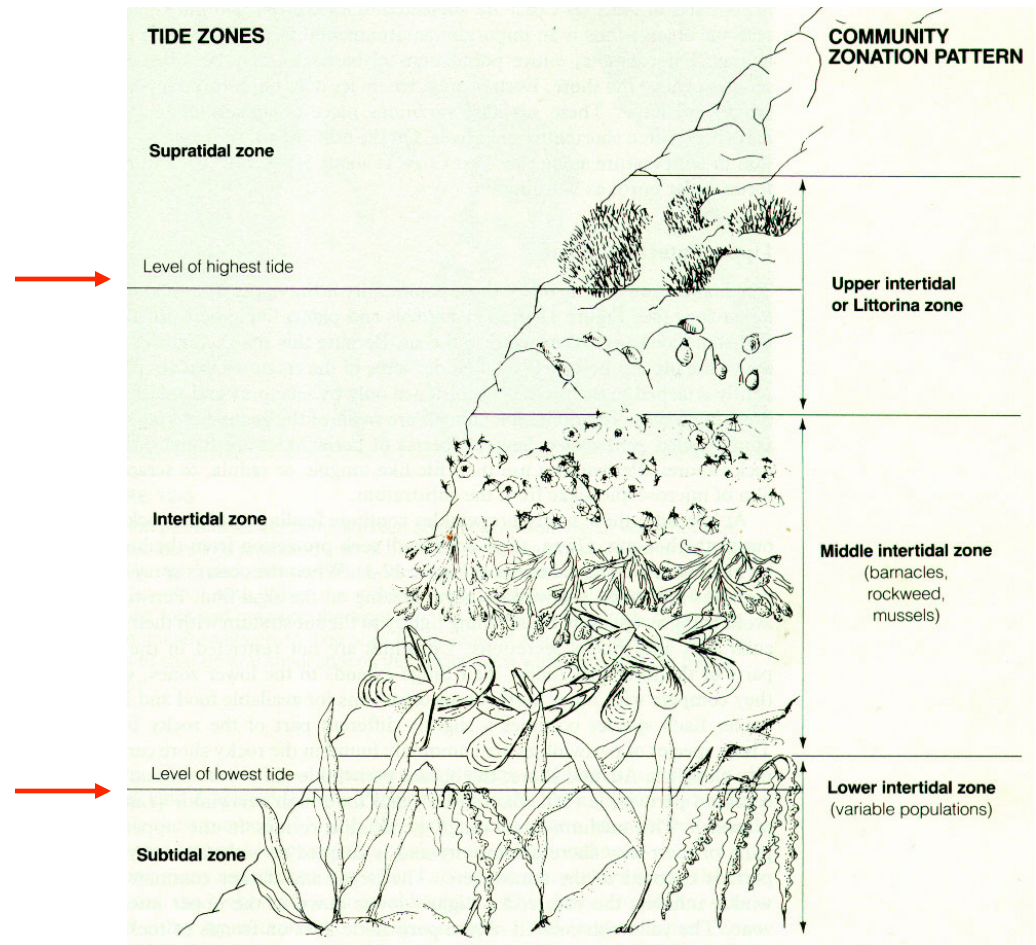 TIDE ZONES
COMMUNITY
ZONATION PATTERN
Supratidal zone
Level of highest tide
Upper intertidal
or Littorina zone
Intertidal zone
Middle intertidal zone
(barnacles,
rockweed,
mussels)
Level of lowest tide
Lower intertidal zone
(variable populations)
Subtidal zone